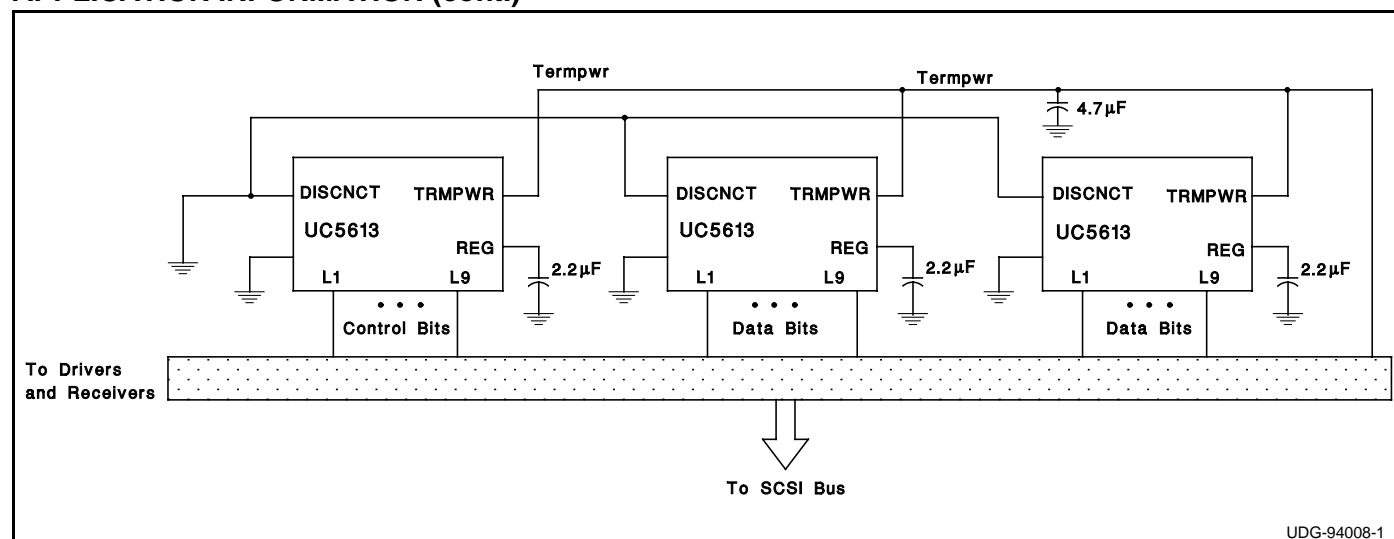 Termpwr
Termpwr
4.7µF
DISCNCT TRMPWR
UC5613
REG
L1 L9
2.2µF
• • •
Control Bits
DISCNCT TRMPWR
UC5613
REG
L1 L9
2.2µF
• • •
Data Bits
DISCNCT TRMPWR
UC5613
REG
L1 L9
2.2µF
• • •
Data Bits
To Drivers
and Receivers
To SCSI Bus
UDG-94008-1